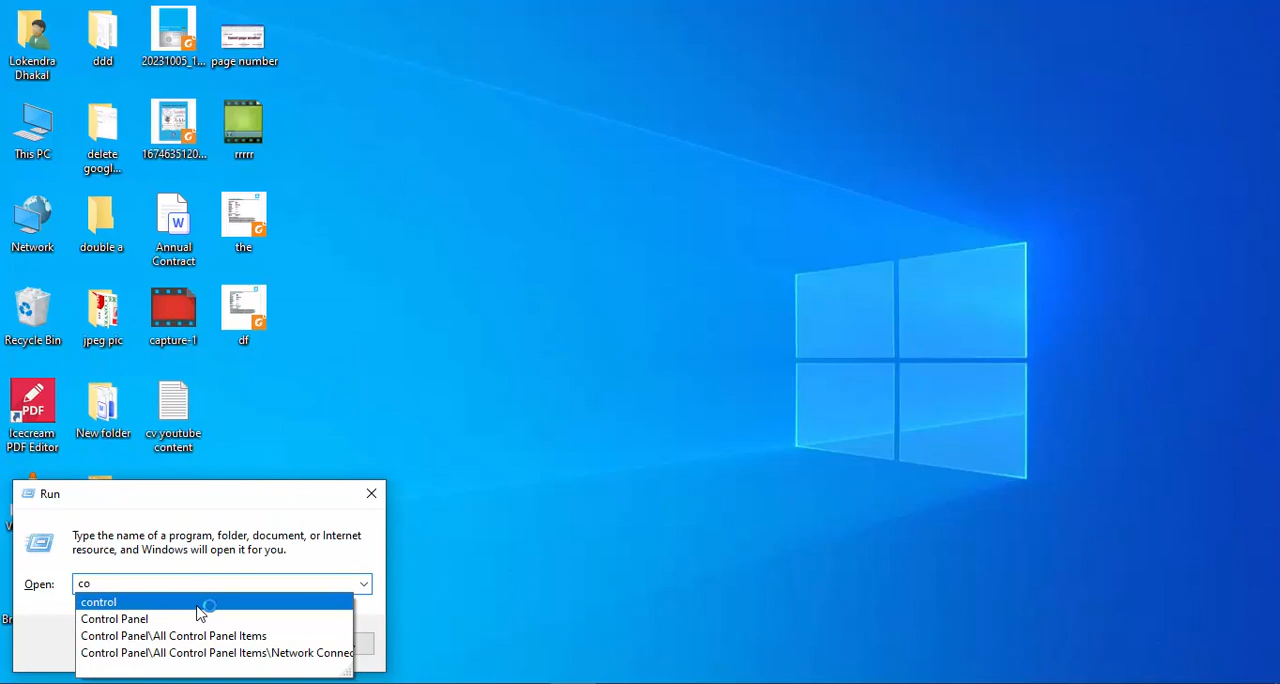 Lokendra
Dhakal
ddd
20231005_1...
page number
This PC
delete
googl...
1674635120...
rrrrr
Network
double a
Annual
Contract
the
Recycle Bin
jpeg pic
capture-1
df
PDF
Icecream
PDF Editor
New folder
cv youtube
content
Run
Type the name of a program, folder, document, or Internet
resource, and Windows will open it for you.
Open:
co
control
Control Panel
Control Panel\All Control Panel Items
Control Panel\All Control Panel Items\Network Connec